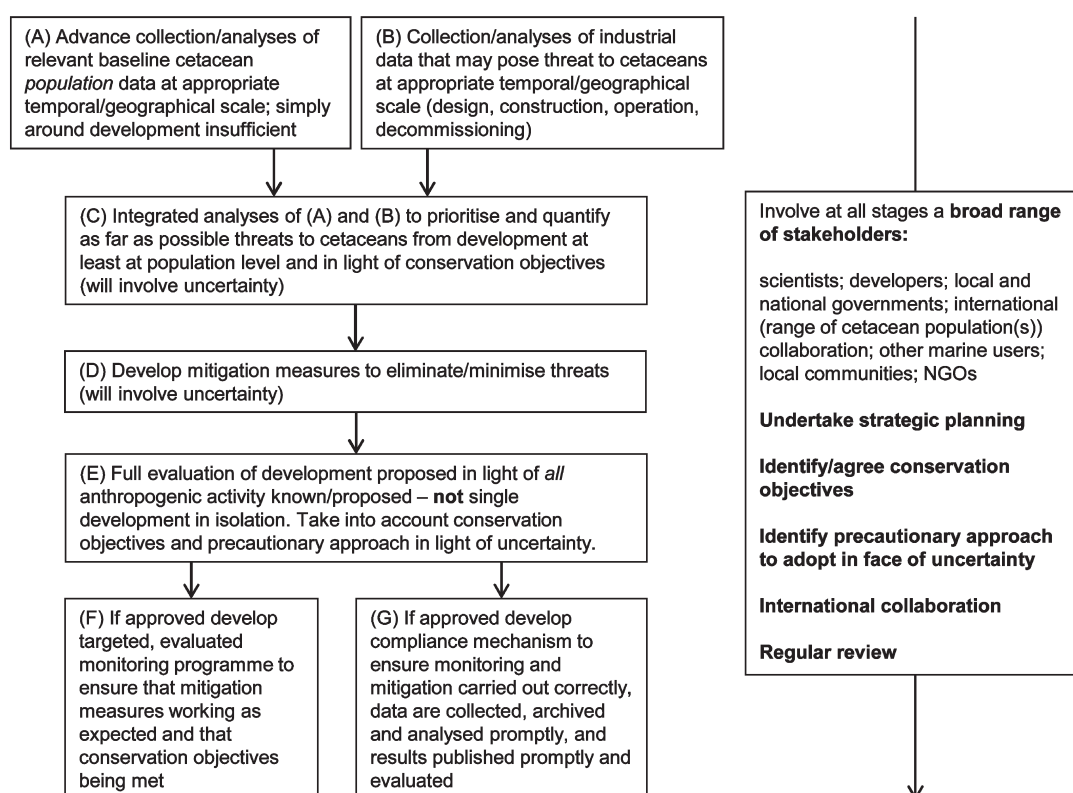 (A) Advance collection/analyses of
relevant baseline cetacean
population data at appropriate
temporal/geographical scale; simply
around development insufficient
(B) Collection/analyses of industrial
data that may pose threat to cetaceans
at appropriate temporal/geographical
scale (design, construction, operation,
decommissioning)
(C) Integrated analyses of (A) and (B) to prioritise and quantify
as far as possible threats to cetaceans from development at
least at population level and in light of conservation objectives
(will involve uncertainty)
(D) Develop mitigation measures to eliminate/minimise threats
(will involve uncertainty)
(E) Full evaluation of development proposed in light of all
anthropogenic activity known/proposed – not single
development in isolation. Take into account conservation
objectives and precautionary approach in light of uncertainty.
(F) If approved develop
targeted, evaluated
monitoring programme to
ensure that mitigation
measures working as
expected and that
conservation objectives
being met
(G) If approved develop
compliance mechanism to
ensure monitoring and
mitigation carried out correctly,
data are collected, archived
and analysed promptly, and
results published promptly and
evaluated
Involve at all stages a broad range
of stakeholders:
scientists; developers; local and
national governments; international
(range of cetacean population(s))
collaboration; other marine users;
local communities; NGOs
Undertake strategic planning
Identify/agree conservation
objectives
Identify precautionary approach
to adopt in face of uncertainty
International collaboration
Regular review